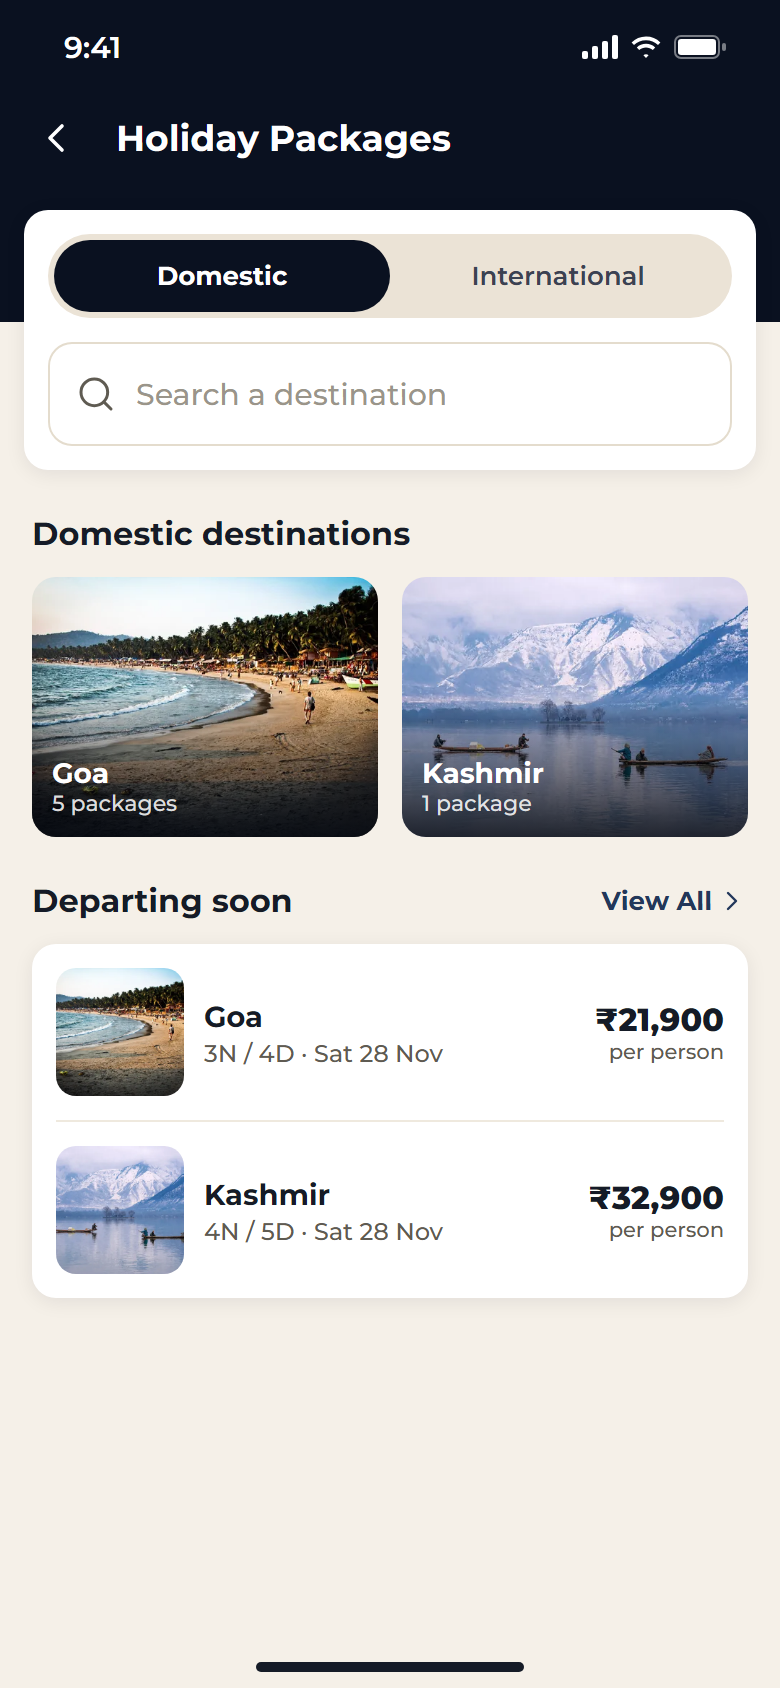 9:41
Holiday Packages
Domestic
International
Search a destination
Domestic destinations
Goa
5 packages
Kashmir
1 package
Departing soon
View All
Goa
3N / 4D · Sat 28 Nov
₹21,900
per person
Kashmir
4N / 5D · Sat 28 Nov
₹32,900
per person